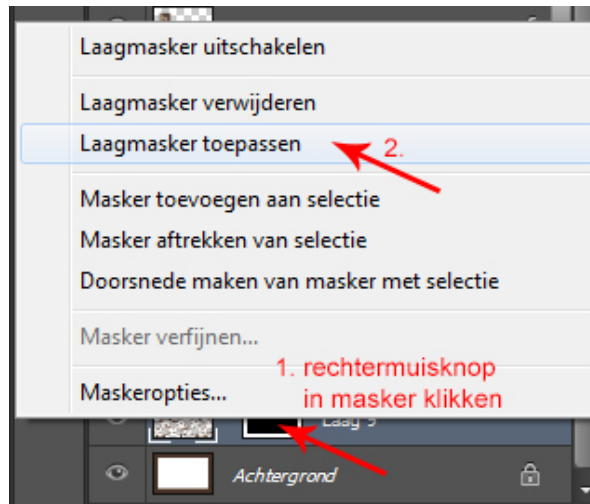 Laagmasker uitschakelen
Laagmasker verwijderen
Laagmasker toepassen
2.
Masker toevoegen aan selectie
Masker aftrekken van selectie
Doorsnede maken van masker met selectie
Masker verfijnen...
1. rechtermuisknop
in masker klikken
Maskeropties...
Achtergrond